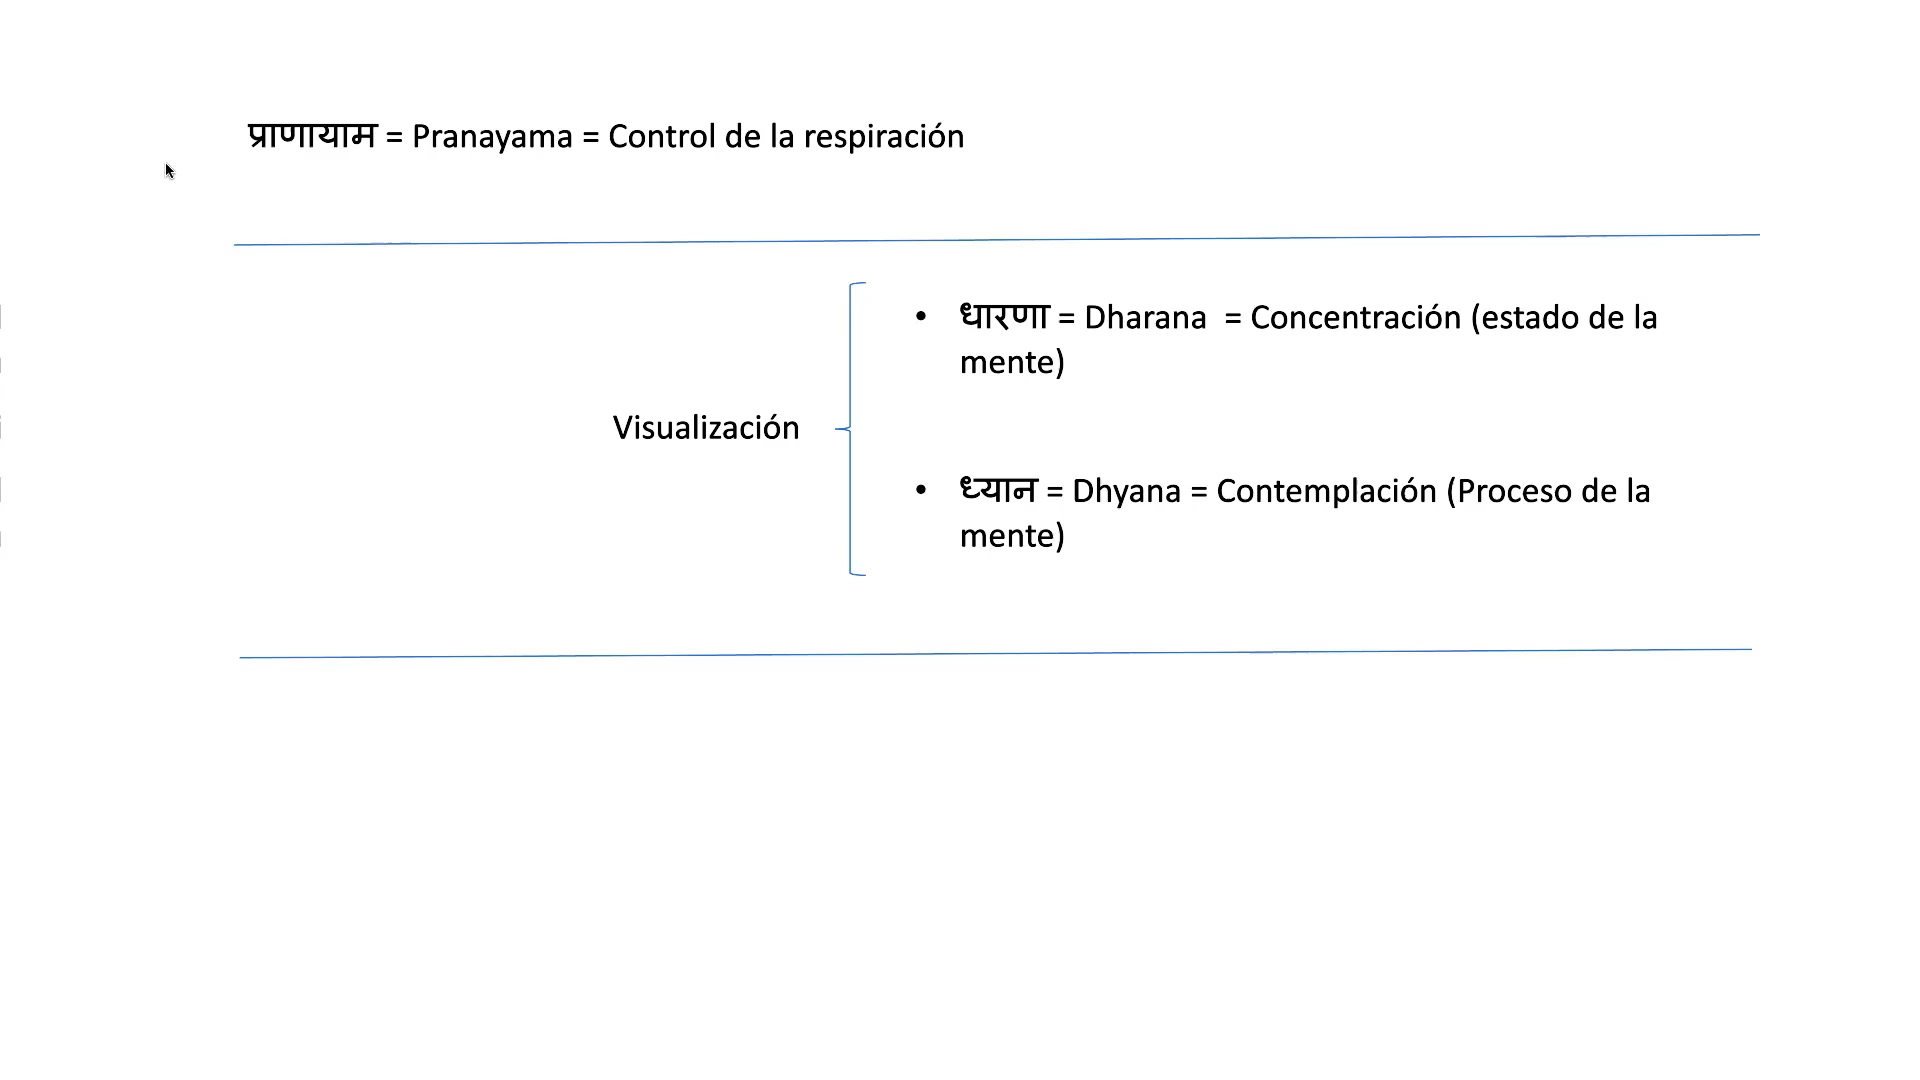 प्राणायाम = Pranayama = Control de la respiración
• धारणा = Dharana  = Concentración (estado de la
mente)
Visualización
• ध्यान = Dhyana = Contemplación (Proceso de la
mente)